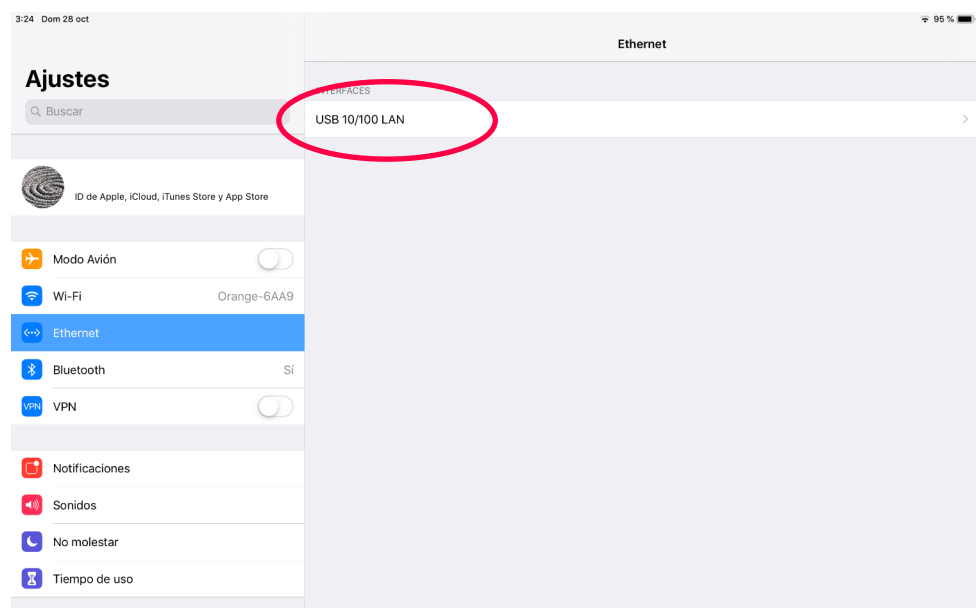 3:24 Dom 28 oct
95 %
Ajustes
Buscar
ID de Apple, iCloud, iTunes Store y App Store
Modo Avión
Wi-Fi Orange-6AA9
Ethernet
Bluetooth Sí
VPN VPN
Notificaciones
Sonidos
No molestar
Tiempo de uso
Ethernet
INTERFACES
USB 10/100 LAN